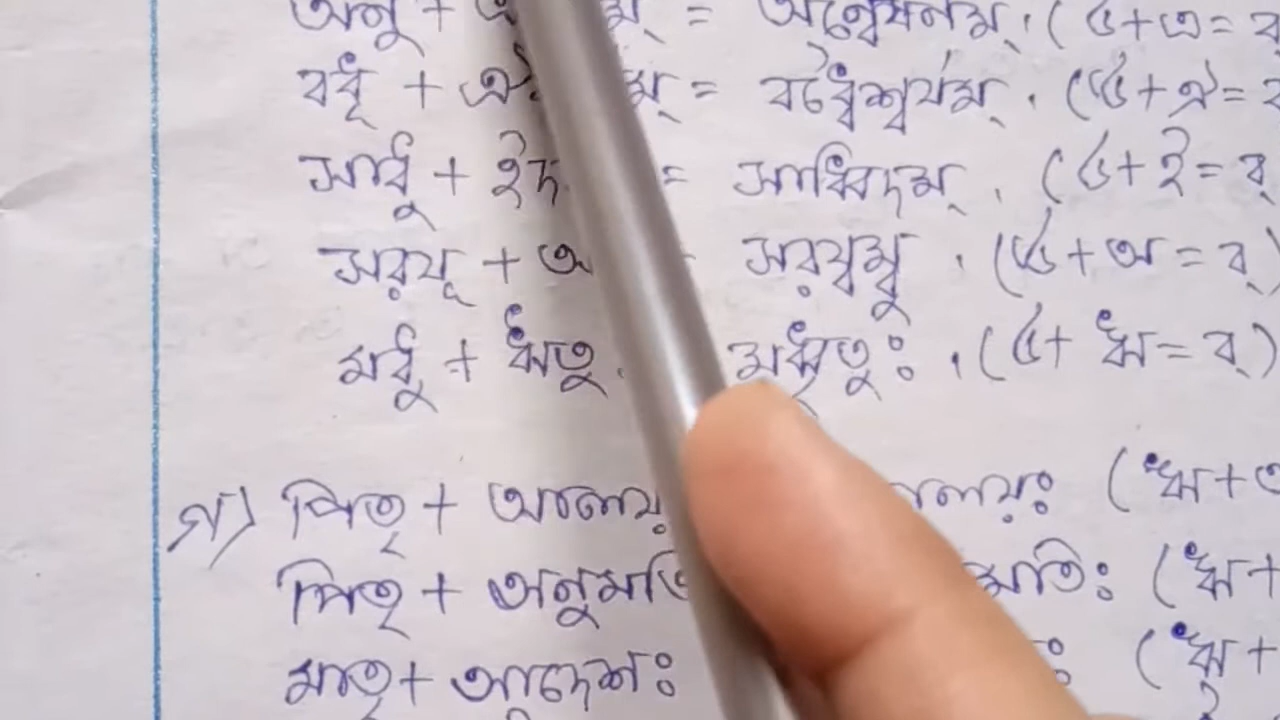 অনু + ম্ = অন্বেষনম্ . ( ু + এ = ব্
বধূ + ঐ ম্ = বধ্বৈশ্বর্যম্ . ( ূ + ঐ = ব
সাধু + ইদ = সাধ্বিদম্ . ( ু + ই = ব্
সরযূ + অ = সরয্বম্বু . ( ূ + অ = ব্)
মধু + ঋতু মধ্বৃতুঃ . ( ু + ঋ = ব্)
গ) পিতৃ + আলয়ঃ লয়ঃ ( ঋ +
পিতৃ + অনুমতি মতিঃ ( ঋ +
মাতৃ + আদেশঃ ঃ ( ঋ +